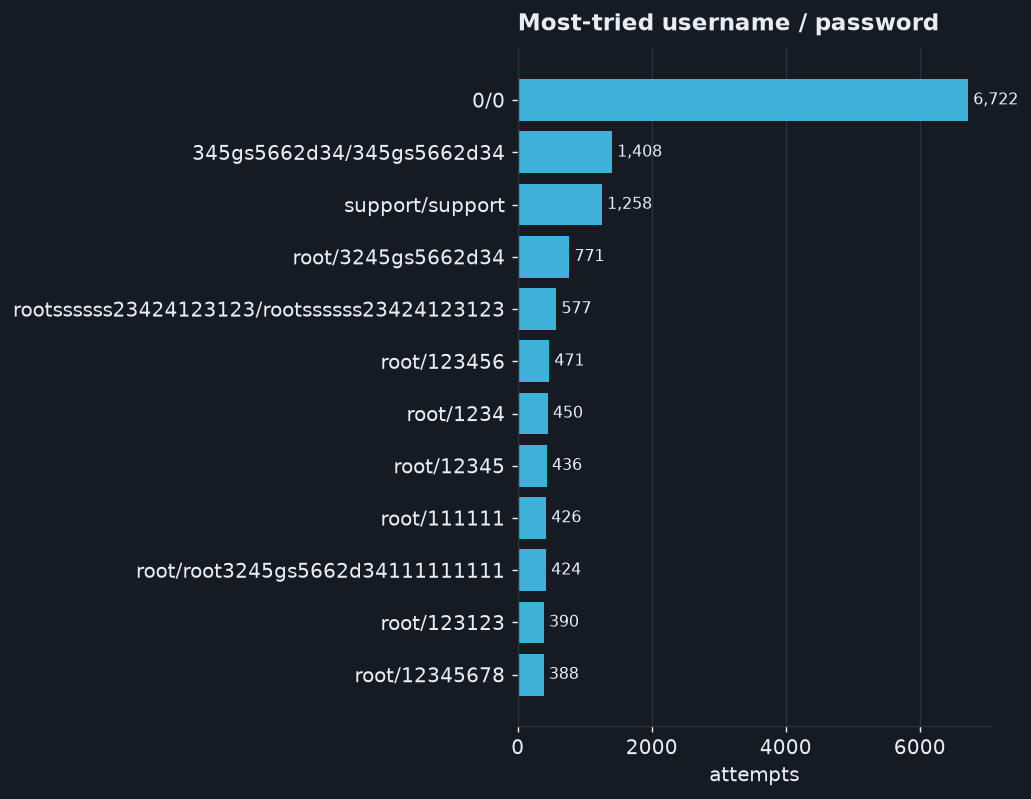 Most-tried username / password
0/0
6,722
345gs5662d34/345gs5662d34
1,408
support/support
1,258
root/3245gs5662d34
771
rootssssss23424123123/rootssssss23424123123
577
root/123456
471
root/1234
450
root/12345
436
root/111111
426
root/root3245gs5662d34111111111
424
root/123123
390
root/12345678
388
0 2000 4000 6000
attempts